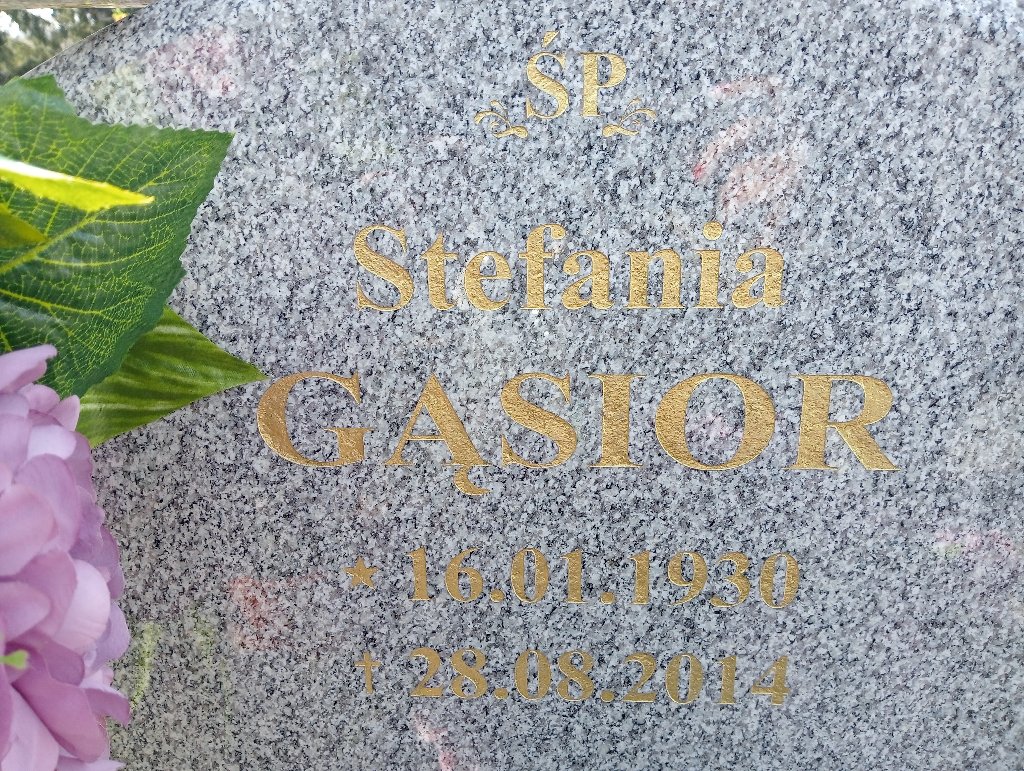 ŚP
Stefania
GĄSIOR
★ 16.01.1930
† 28.08.2014